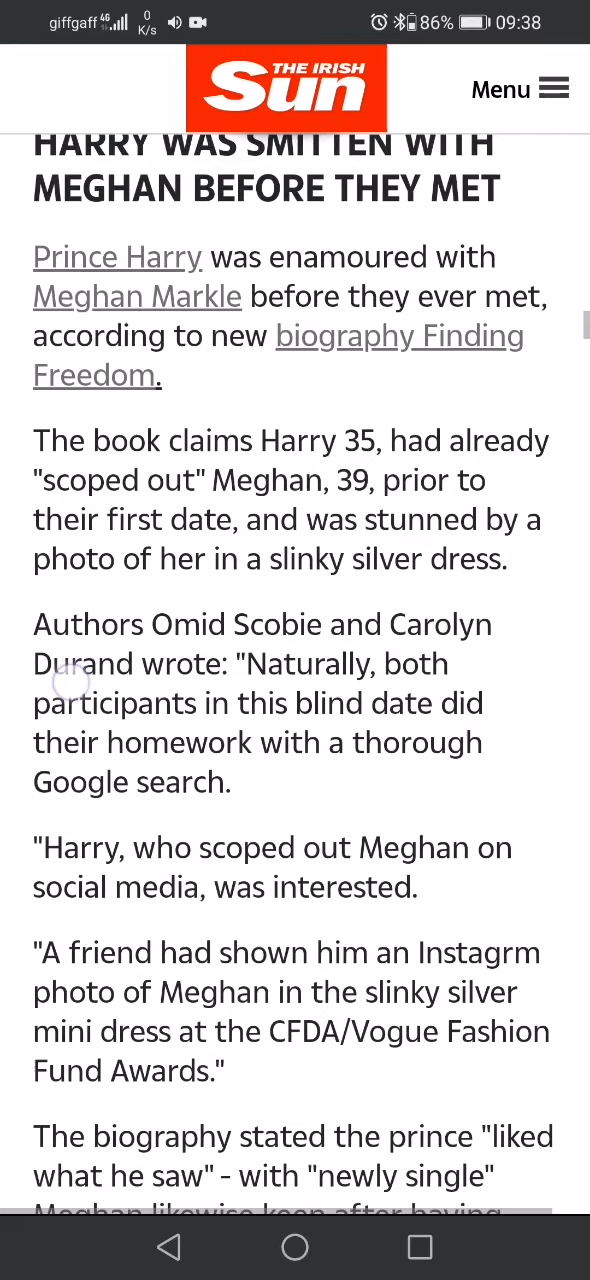 giffgaff 4G 0 K/s 86% 09:38
THE IRISH
Sun
Menu
HARRY WAS SMITTEN WITH
MEGHAN BEFORE THEY MET
Prince Harry was enamoured with
Meghan Markle before they ever met,
according to new biography Finding
Freedom.
The book claims Harry 35, had already
"scoped out" Meghan, 39, prior to
their first date, and was stunned by a
photo of her in a slinky silver dress.
Authors Omid Scobie and Carolyn
Durand wrote: "Naturally, both
participants in this blind date did
their homework with a thorough
Google search.
"Harry, who scoped out Meghan on
social media, was interested.
"A friend had shown him an Instagrm
photo of Meghan in the slinky silver
mini dress at the CFDA/Vogue Fashion
Fund Awards."
The biography stated the prince "liked
what he saw" - with "newly single"
Meghan likewise keen after having